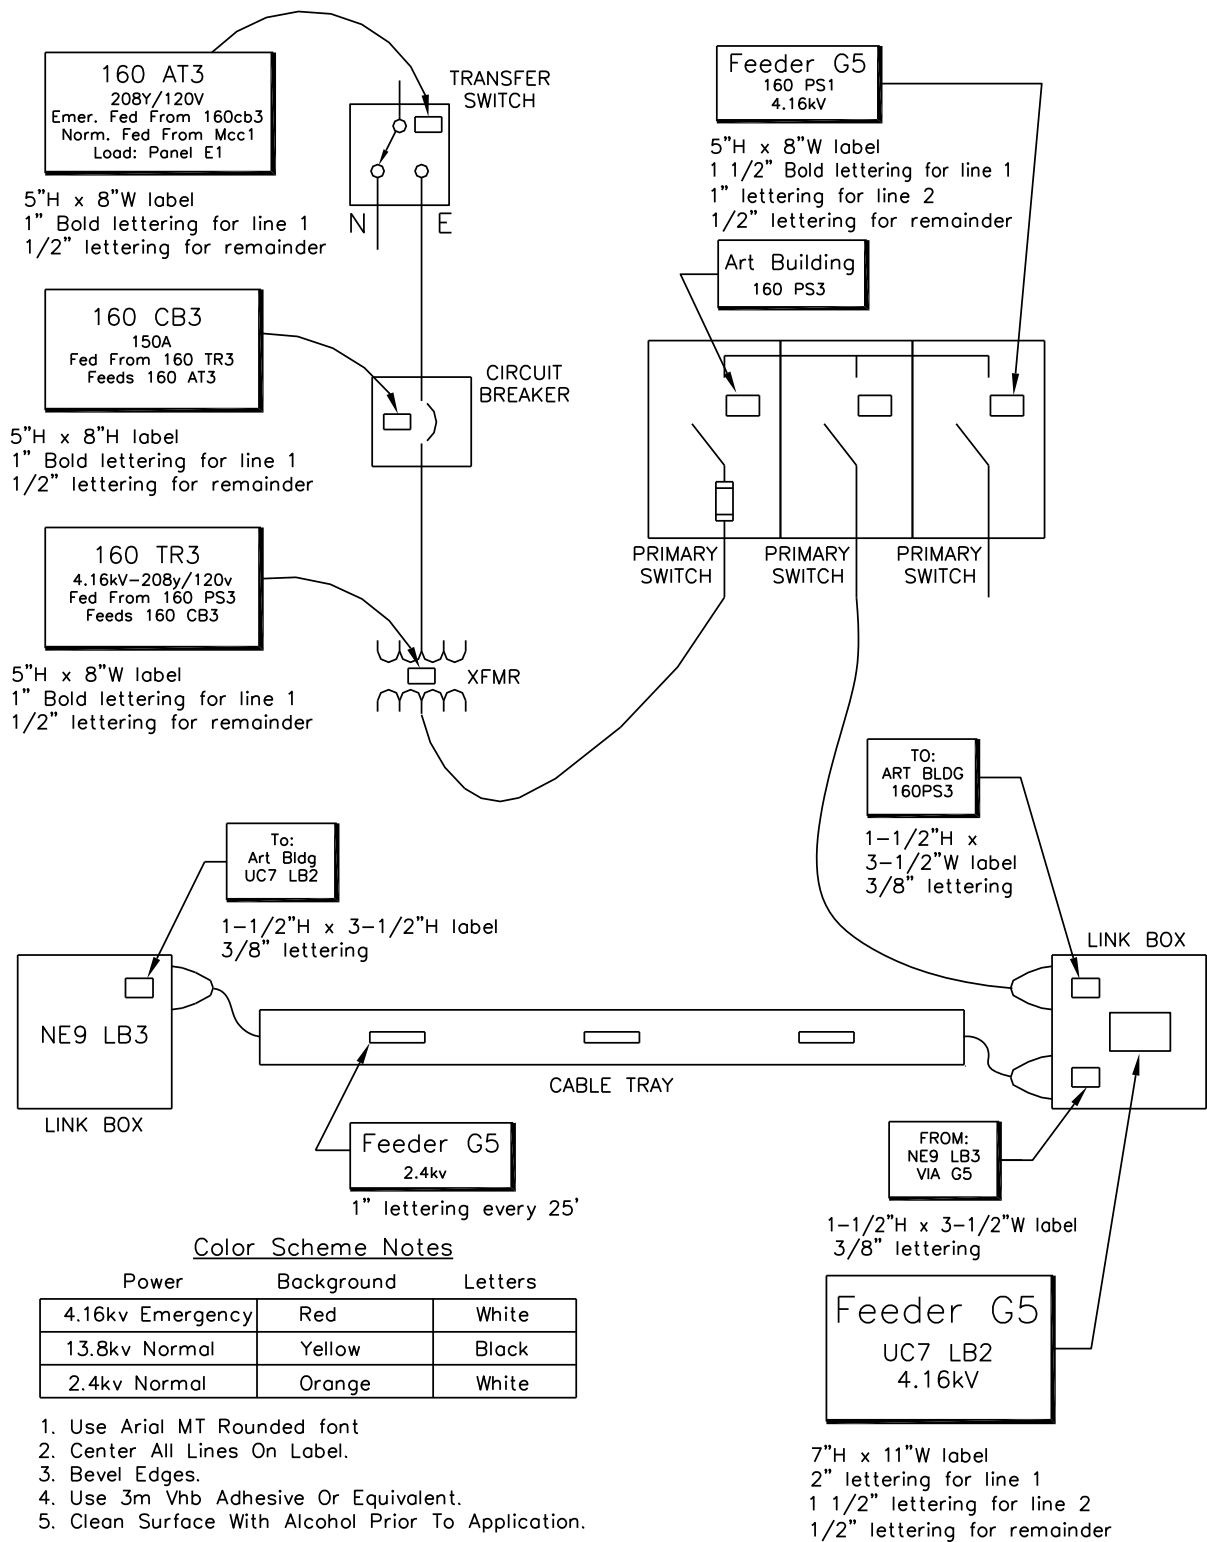 160 AT3
208Y/120V
Emer. Fed From 160cb3
Norm. Fed From Mcc1
Load: Panel E1
5"H x 8"W label
1" Bold lettering for line 1
1/2" lettering for remainder
TRANSFER
SWITCH
N
E
160 CB3
150A
Fed From 160 TR3
Feeds 160 AT3
5"H x 8"H label
1" Bold lettering for line 1
1/2" lettering for remainder
CIRCUIT
BREAKER
160 TR3
4.16kV-208y/120v
Fed From 160 PS3
Feeds 160 CB3
5"H x 8"W label
1" Bold lettering for line 1
1/2" lettering for remainder
XFMR
Feeder G5
160 PS1
4.16kV
5"H x 8"W label
1 1/2" Bold lettering for line 1
1" lettering for line 2
1/2" lettering for remainder
Art Building
160 PS3
PRIMARY
SWITCH
PRIMARY
SWITCH
PRIMARY
SWITCH
TO:
ART BLDG
160PS3
1-1/2"H x
3-1/2"W label
3/8" lettering
To:
Art Bldg
UC7 LB2
1-1/2"H x 3-1/2"H label
3/8" lettering
NE9 LB3
LINK BOX
CABLE TRAY
LINK BOX
Feeder G5
2.4kv
1" lettering every 25'
FROM:
NE9 LB3
VIA G5
1-1/2"H x 3-1/2"W label
3/8" lettering
Feeder G5
UC7 LB2
4.16kV
7"H x 11"W label
2" lettering for line 1
1 1/2" lettering for line 2
1/2" lettering for remainder
Color Scheme Notes
Power Background Letters
4.16kv Emergency Red White
13.8kv Normal Yellow Black
2.4kv Normal Orange White
1. Use Arial MT Rounded font
2. Center All Lines On Label.
3. Bevel Edges.
4. Use 3m Vhb Adhesive Or Equivalent.
5. Clean Surface With Alcohol Prior To Application.